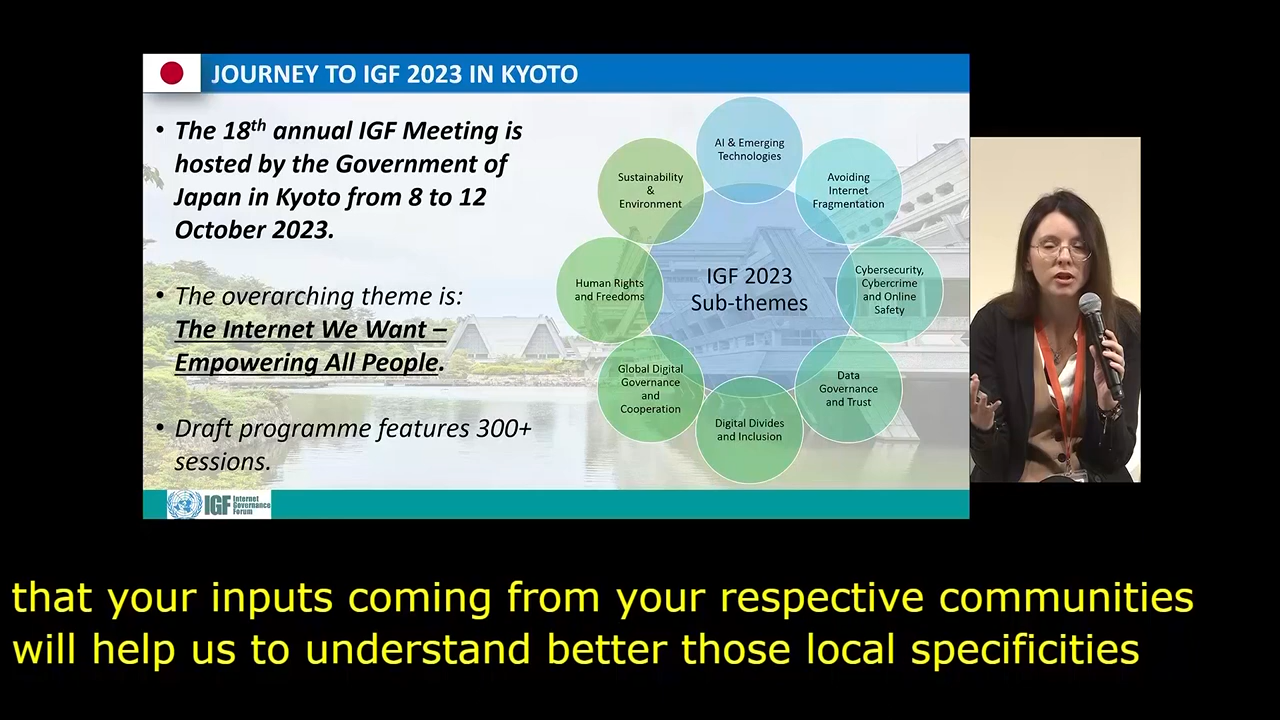 JOURNEY TO IGF 2023 IN KYOTO
• The 18th annual IGF Meeting is
hosted by the Government of
Japan in Kyoto from 8 to 12
October 2023.
• The overarching theme is:
The Internet We Want –
Empowering All People.
• Draft programme features 300+
sessions.
IGF 2023
Sub-themes
AI & Emerging
Technologies
Avoiding
Internet
Fragmentation
Cybersecurity,
Cybercrime
and Online
Safety
Data
Governance
and Trust
Digital Divides
and Inclusion
Global Digital
Governance
and
Cooperation
Human Rights
and Freedoms
Sustainability
&
Environment
IGF
Internet
Governance
Forum
that your inputs coming from your respective communities
will help us to understand better those local specificities